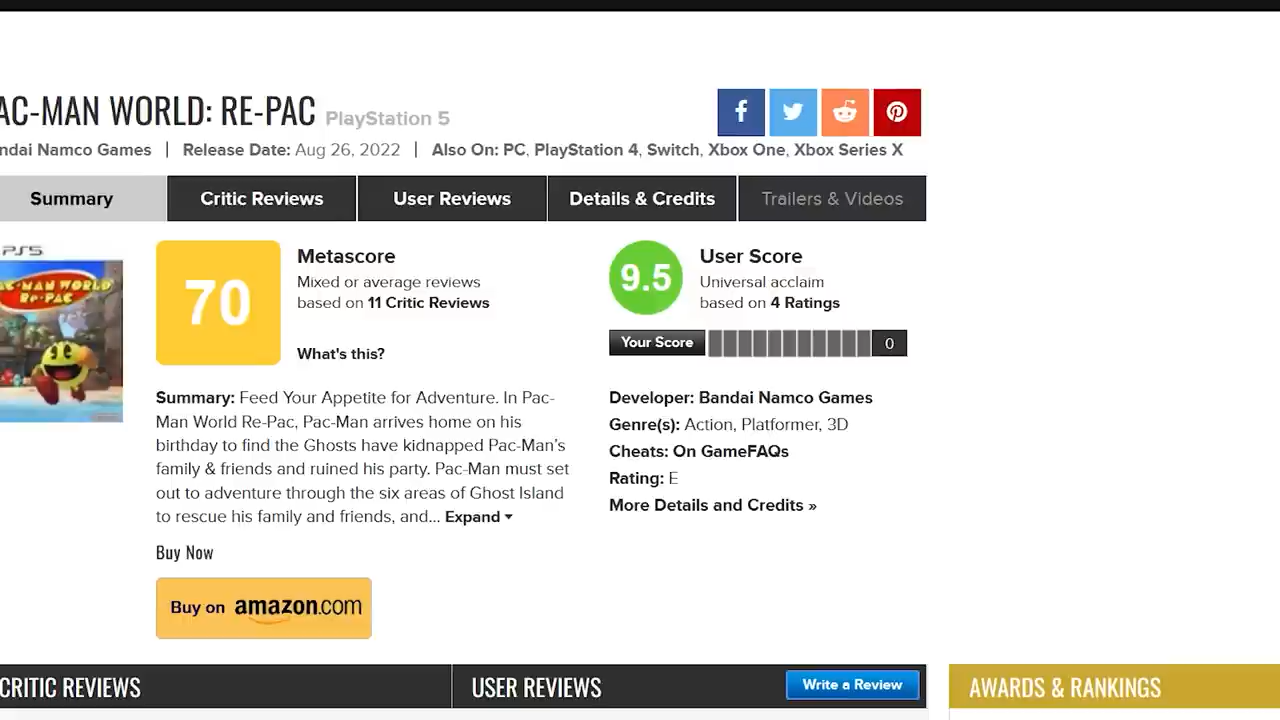 AC-MAN WORLD: RE-PAC PlayStation 5
ndai Namco Games | Release Date: Aug 26, 2022 | Also On: PC, PlayStation 4, Switch, Xbox One, Xbox Series X
Summary Critic Reviews User Reviews Details & Credits Trailers & Videos
PS5
C-MAN WORLD
Re-PAC
70
Metascore
Mixed or average reviews
based on 11 Critic Reviews
What's this?
9.5
User Score
Universal acclaim
based on 4 Ratings
Your Score 0
Summary: Feed Your Appetite for Adventure. In Pac-
Man World Re-Pac, Pac-Man arrives home on his
birthday to find the Ghosts have kidnapped Pac-Man's
family & friends and ruined his party. Pac-Man must set
out to adventure through the six areas of Ghost Island
to rescue his family and friends, and... Expand
Developer: Bandai Namco Games
Genre(s): Action, Platformer, 3D
Cheats: On GameFAQs
Rating: E
More Details and Credits »
Buy Now
Buy on amazon.com
CRITIC REVIEWS
USER REVIEWS Write a Review
AWARDS & RANKINGS